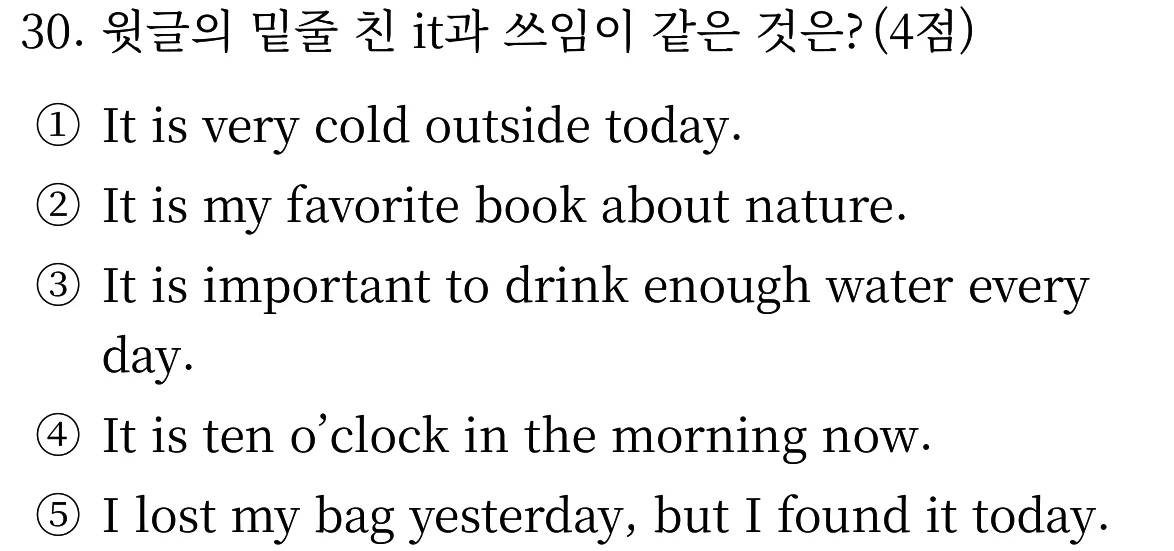 30. 윗글의 밑줄 친 it과 쓰임이 같은 것은? (4점)
① It is very cold outside today.
② It is my favorite book about nature.
③ It is important to drink enough water every
day.
④ It is ten o’clock in the morning now.
⑤ I lost my bag yesterday, but I found it today.